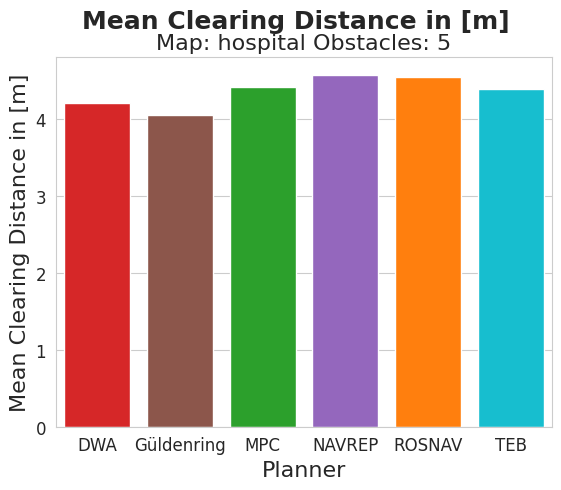 Mean Clearing Distance in [m]
Map: hospital Obstacles: 5
Mean Clearing Distance in [m]
4
3
2
1
0
DWA Güldenring MPC NAVREP ROSNAV TEB
Planner